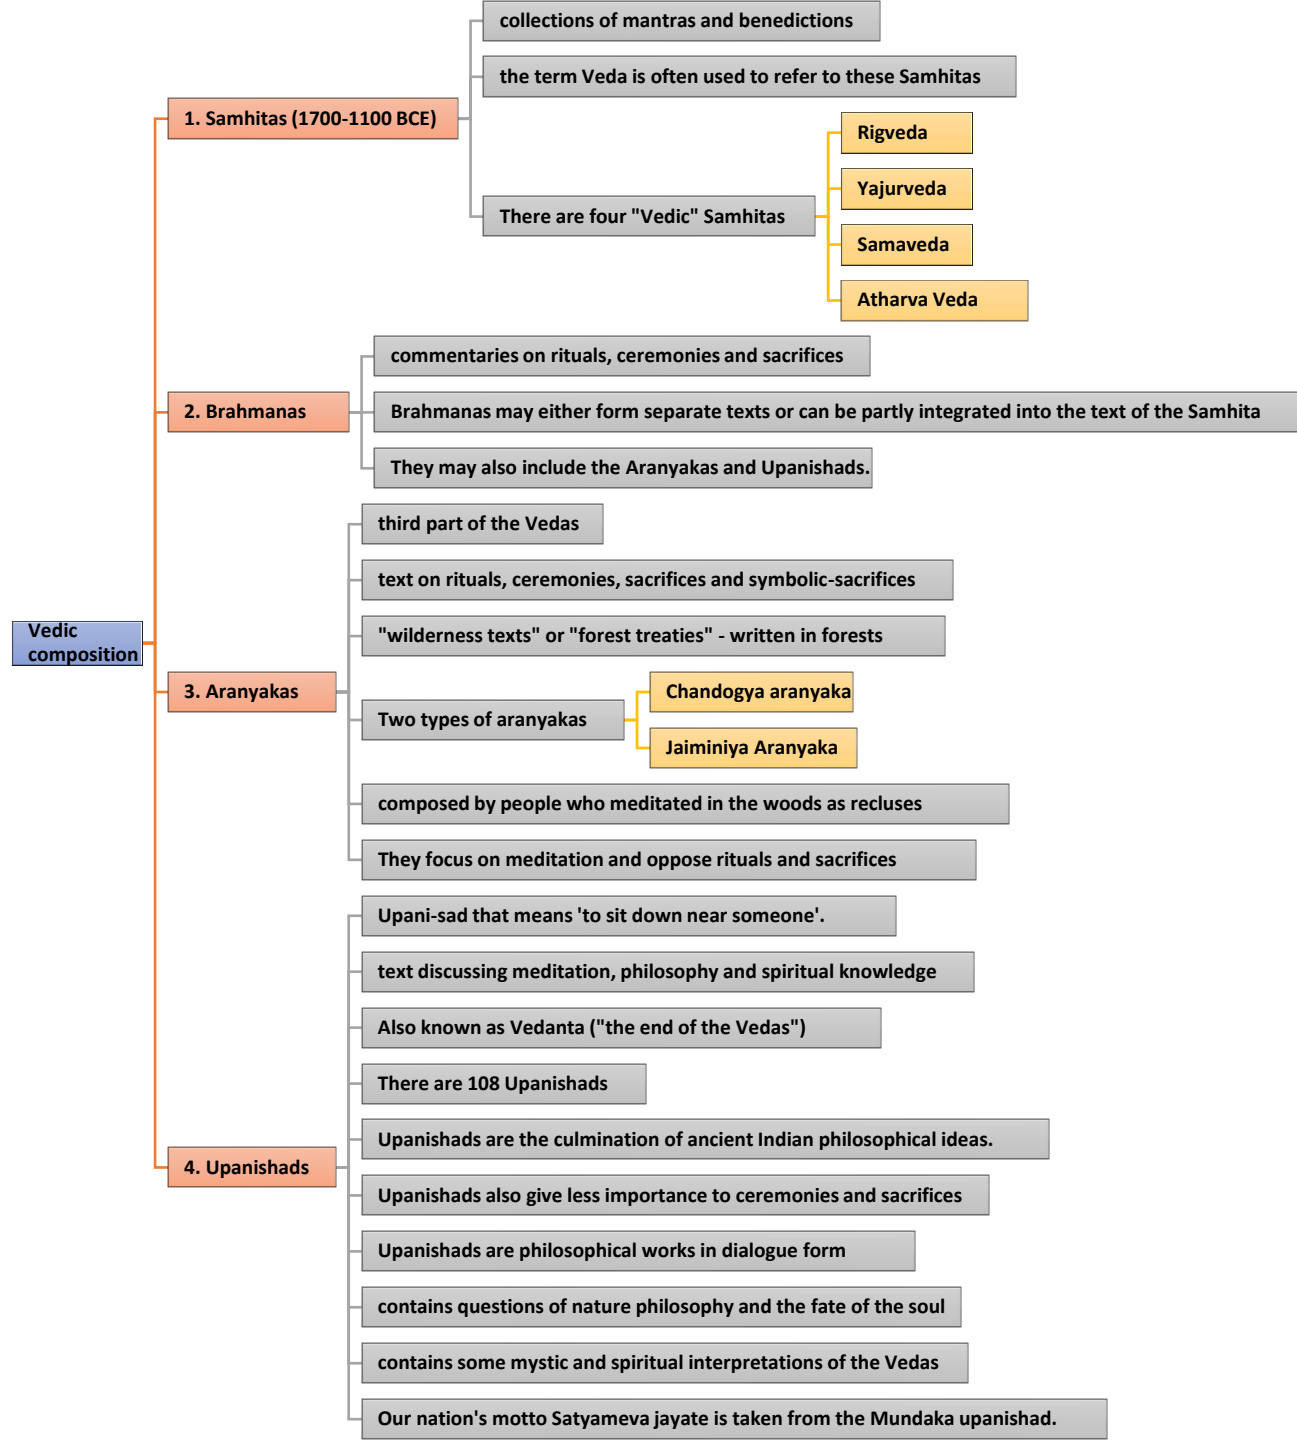 Vedic
composition
1. Samhitas (1700-1100 BCE)
collections of mantras and benedictions
the term Veda is often used to refer to these Samhitas
There are four "Vedic" Samhitas
Rigveda
Yajurveda
Samaveda
Atharva Veda
2. Brahmanas
commentaries on rituals, ceremonies and sacrifices
Brahmanas may either form separate texts or can be partly integrated into the text of the Samhita
They may also include the Aranyakas and Upanishads.
3. Aranyakas
third part of the Vedas
text on rituals, ceremonies, sacrifices and symbolic-sacrifices
"wilderness texts" or "forest treaties" - written in forests
Two types of aranyakas
Chandogya aranyaka
Jaiminiya Aranyaka
composed by people who meditated in the woods as recluses
They focus on meditation and oppose rituals and sacrifices
4. Upanishads
Upani-sad that means 'to sit down near someone'.
text discussing meditation, philosophy and spiritual knowledge
Also known as Vedanta ("the end of the Vedas")
There are 108 Upanishads
Upanishads are the culmination of ancient Indian philosophical ideas.
Upanishads also give less importance to ceremonies and sacrifices
Upanishads are philosophical works in dialogue form
contains questions of nature philosophy and the fate of the soul
contains some mystic and spiritual interpretations of the Vedas
Our nation's motto Satyameva jayate is taken from the Mundaka upanishad.